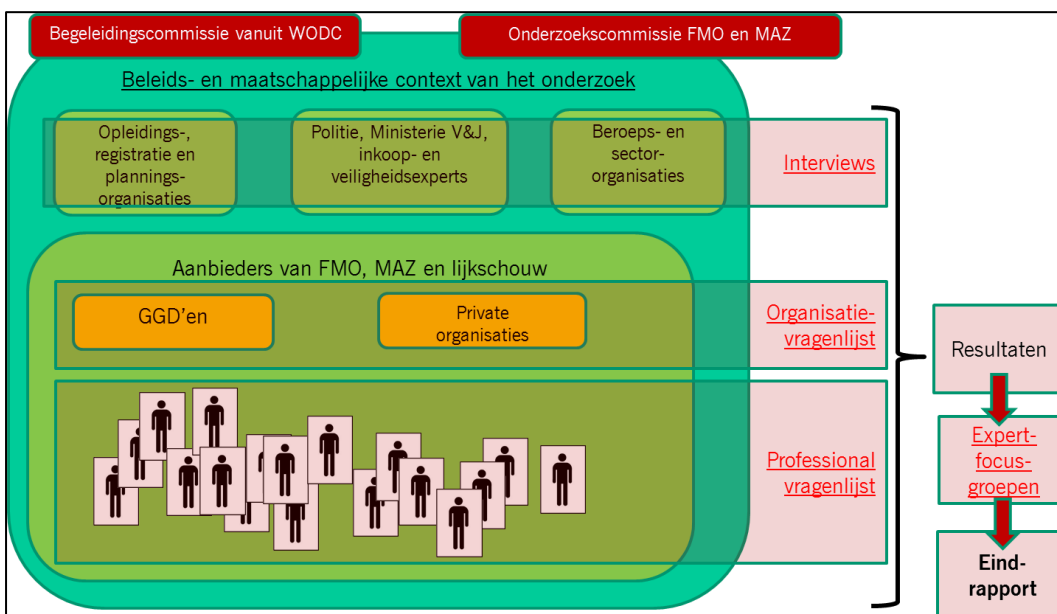 Begeleidingscommissie vanuit WODC
Onderzoekscommissie FMO en MAZ
Beleids- en maatschappelijke context van het onderzoek
Opleidings-,
registratie en
plannings-
organisaties
Politie, Ministerie V&J,
inkoop- en
veiligheidsexperts
Beroeps- en
sector-
organisaties
Interviews
Aanbieders van FMO, MAZ en lijkschouw
GGD'en
Private
organisaties
Organisatie-
vragenlijst
Professional
vragenlijst
Resultaten
Expert-
focus-
groepen
Eind-
rapport